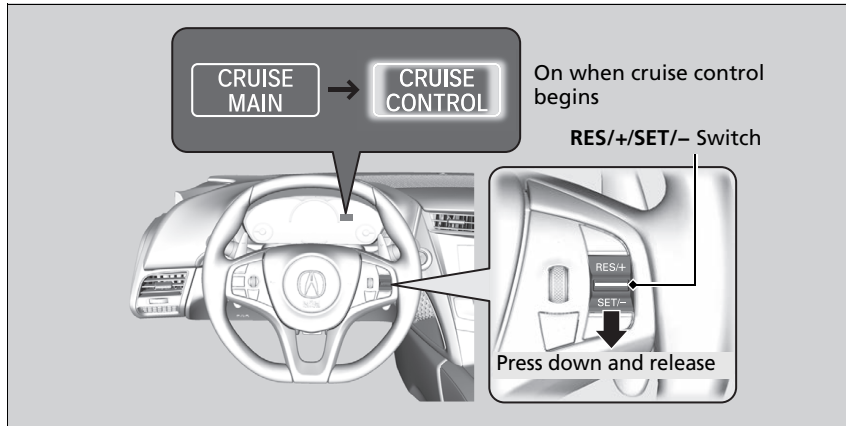 CRUISE
MAIN
CRUISE
CONTROL
On when cruise control
begins
RES/+/SET/– Switch
RES/+
SET/–
Press down and release